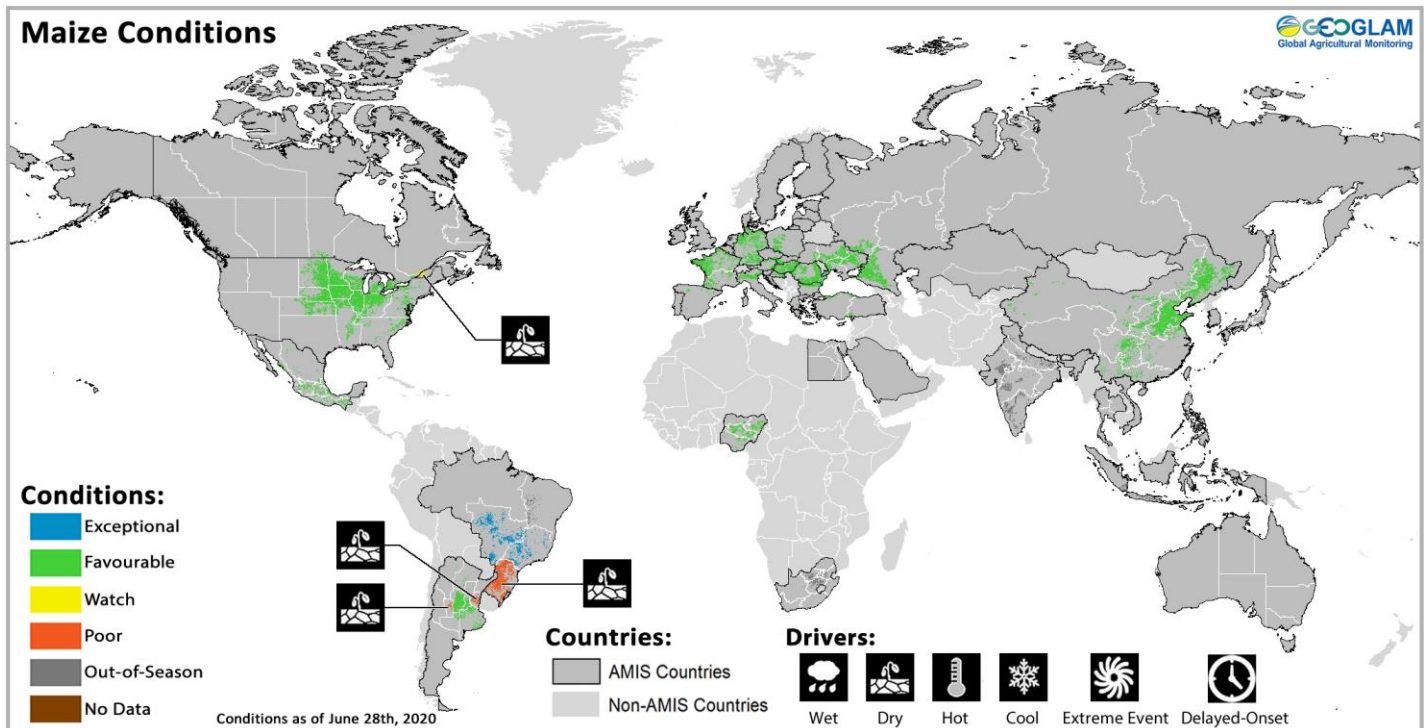 Maize Conditions
GEOGLAM
Global Agricultural Monitoring
Conditions:
Exceptional
Favourable
Watch
Poor
Out-of-Season
No Data
Conditions as of June 28th, 2020
Countries:
AMIS Countries
Non-AMIS Countries
Drivers:
Wet
Dry
Hot
Cool
Extreme Event
Delayed-Onset